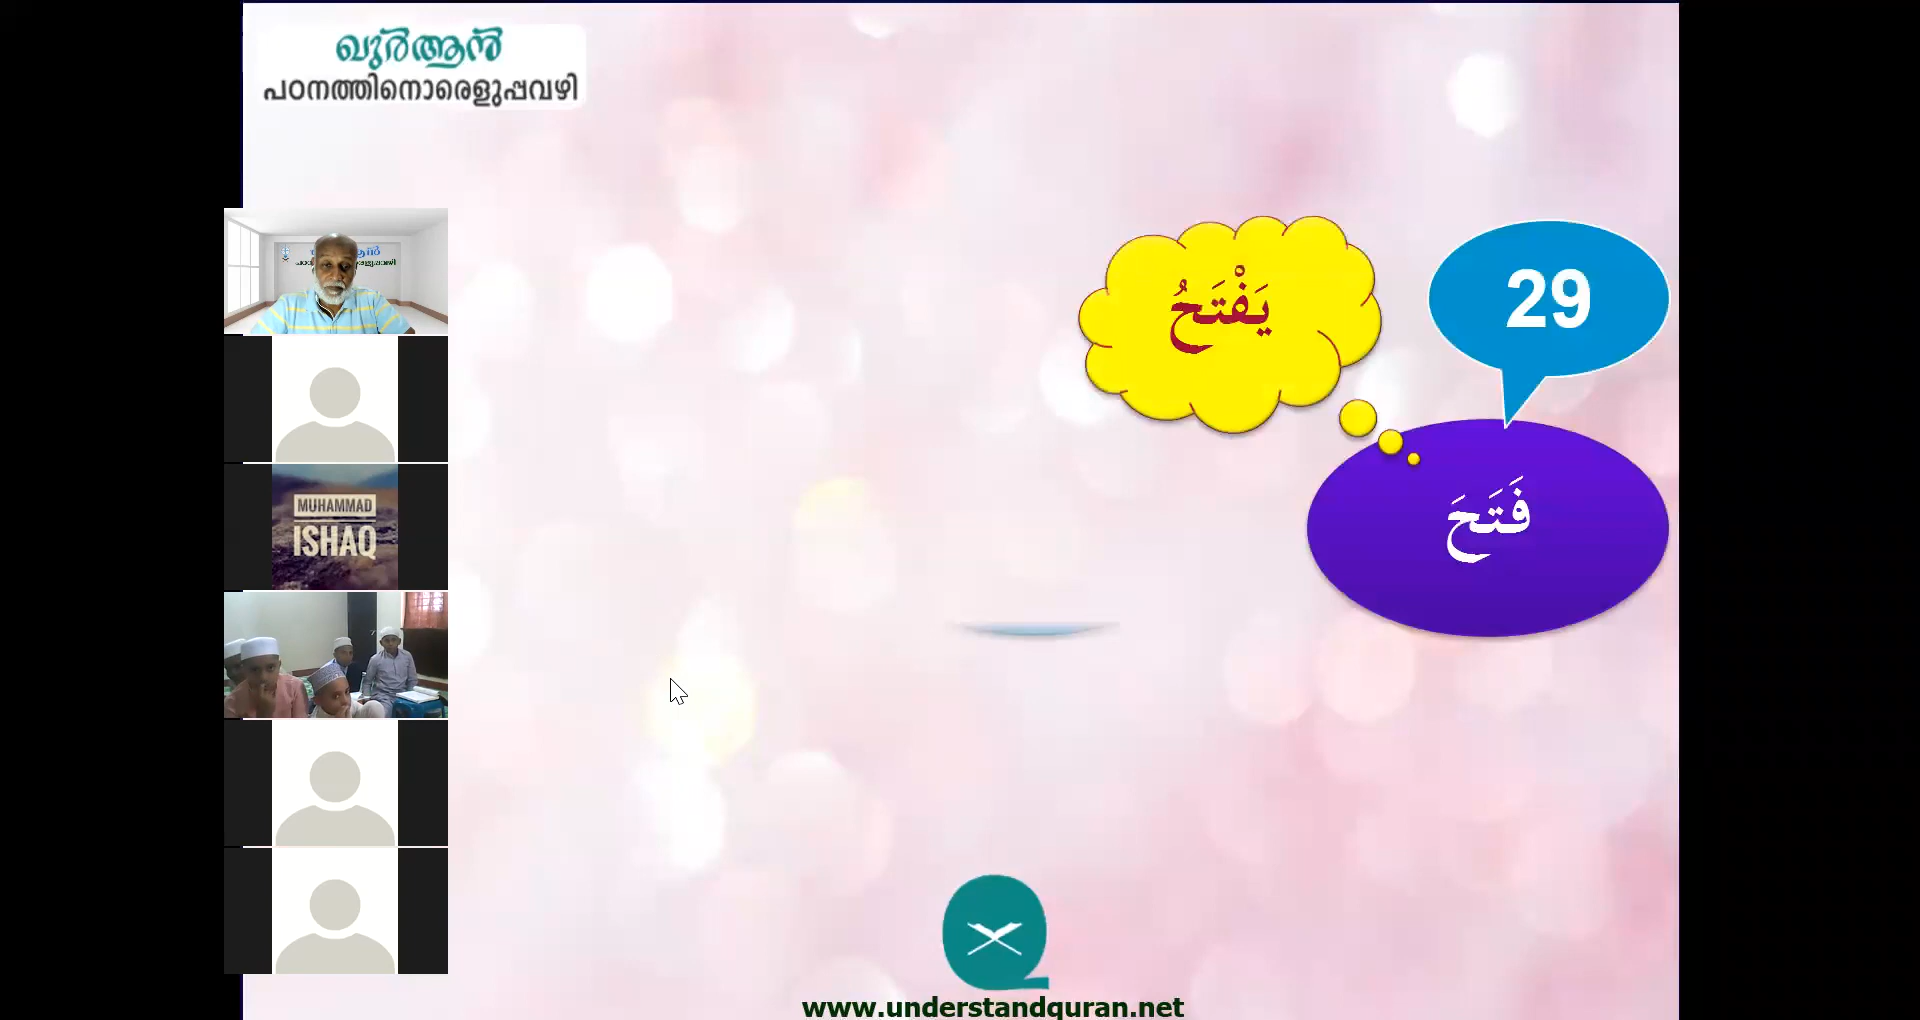 ഖുർആൻ
പഠനത്തിനൊരെളുപ്പവഴി
يَفْتَحُ
29
فَتَحَ
MUHAMMAD
ISHAQ
www.understandquran.net